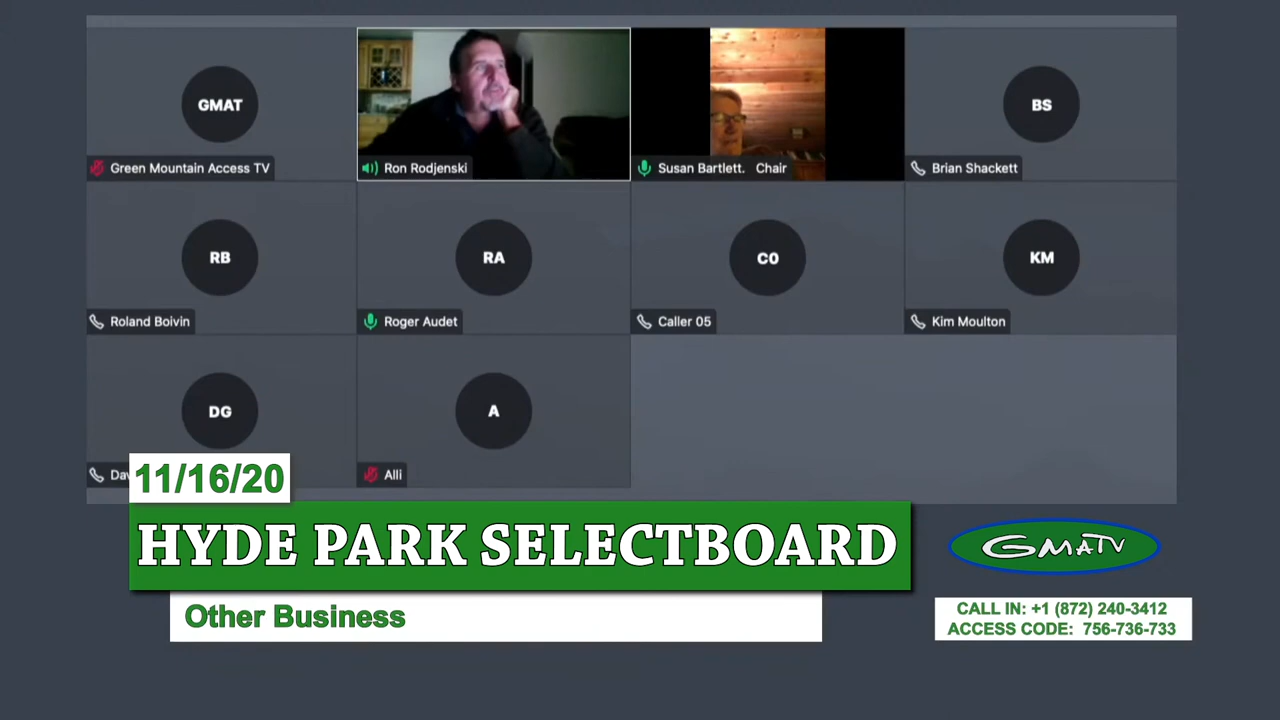 GMAT
Green Mountain Access TV
Ron Rodjenski
Susan Bartlett. Chair
BS
Brian Shackett
RB
Roland Boivin
RA
Roger Audet
C0
Caller 05
KM
Kim Moulton
DG
A
Alli
11/16/20
HYDE PARK SELECTBOARD
Other Business
GMATV
CALL IN: +1 (872) 240-3412
ACCESS CODE: 756-736-733